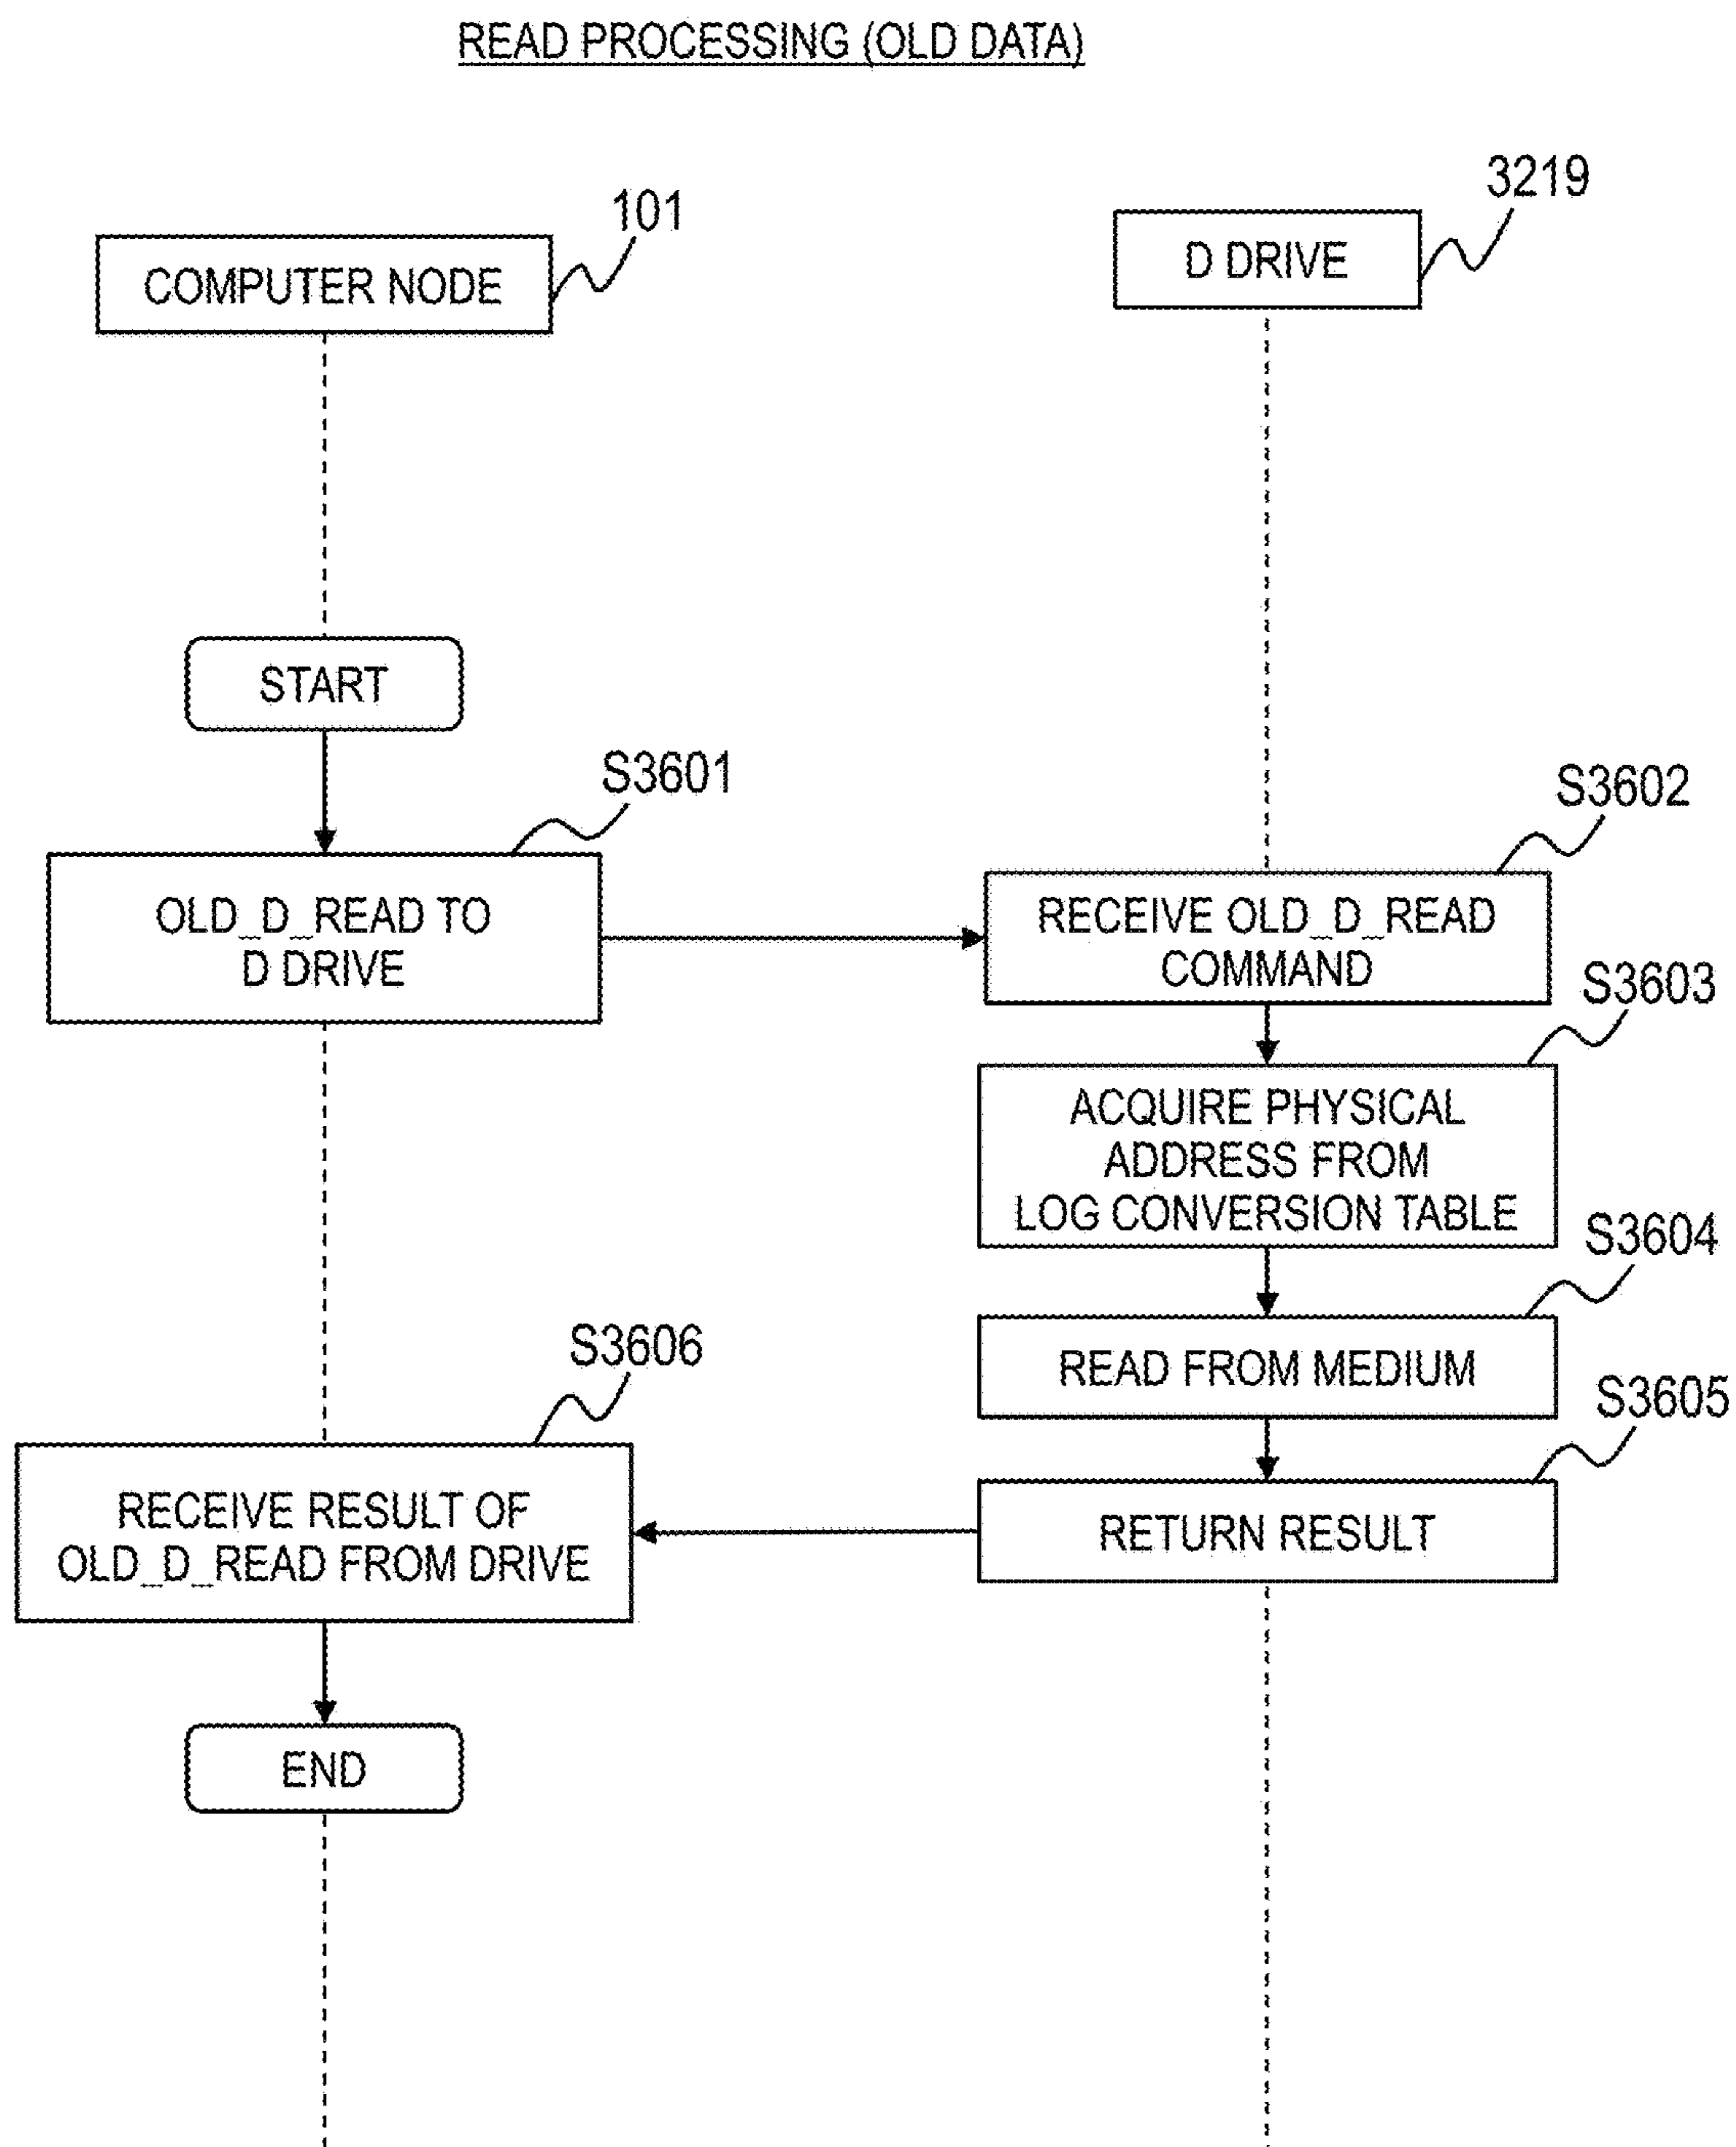 READ PROCESSING (OLD DATA)
101
COMPUTER NODE
3219
D DRIVE
START
S3601
OLD_D_READ TO
D DRIVE
S3602
RECEIVE OLD_D_READ
COMMAND
S3603
ACQUIRE PHYSICAL
ADDRESS FROM
LOG CONVERSION TABLE
S3604
READ FROM MEDIUM
S3605
RETURN RESULT
S3606
RECEIVE RESULT OF
OLD_D_READ FROM DRIVE
END